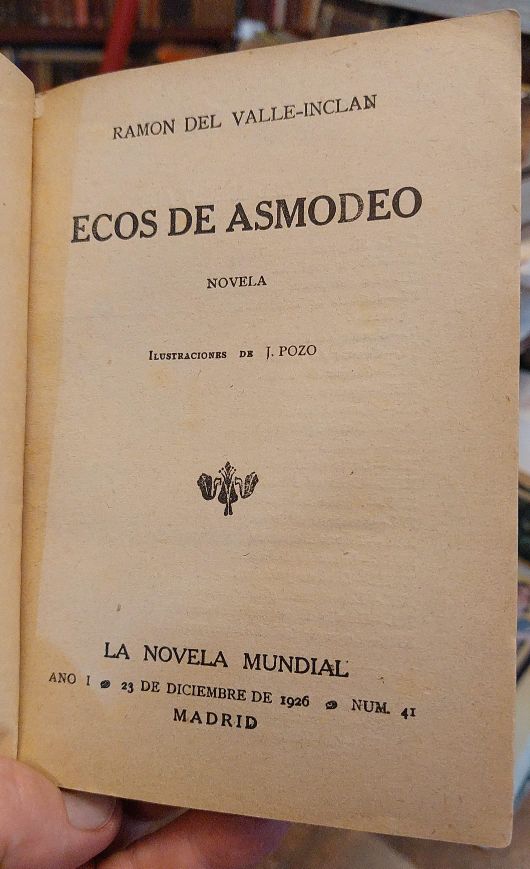 RAMON DEL VALLE-INCLAN
ECOS DE ASMODEO
NOVELA
ILUSTRACIONES DE J. POZO
LA NOVELA MUNDIAL
ANO I 23 DE DICIEMBRE DE 1926 NUM. 41
MADRID